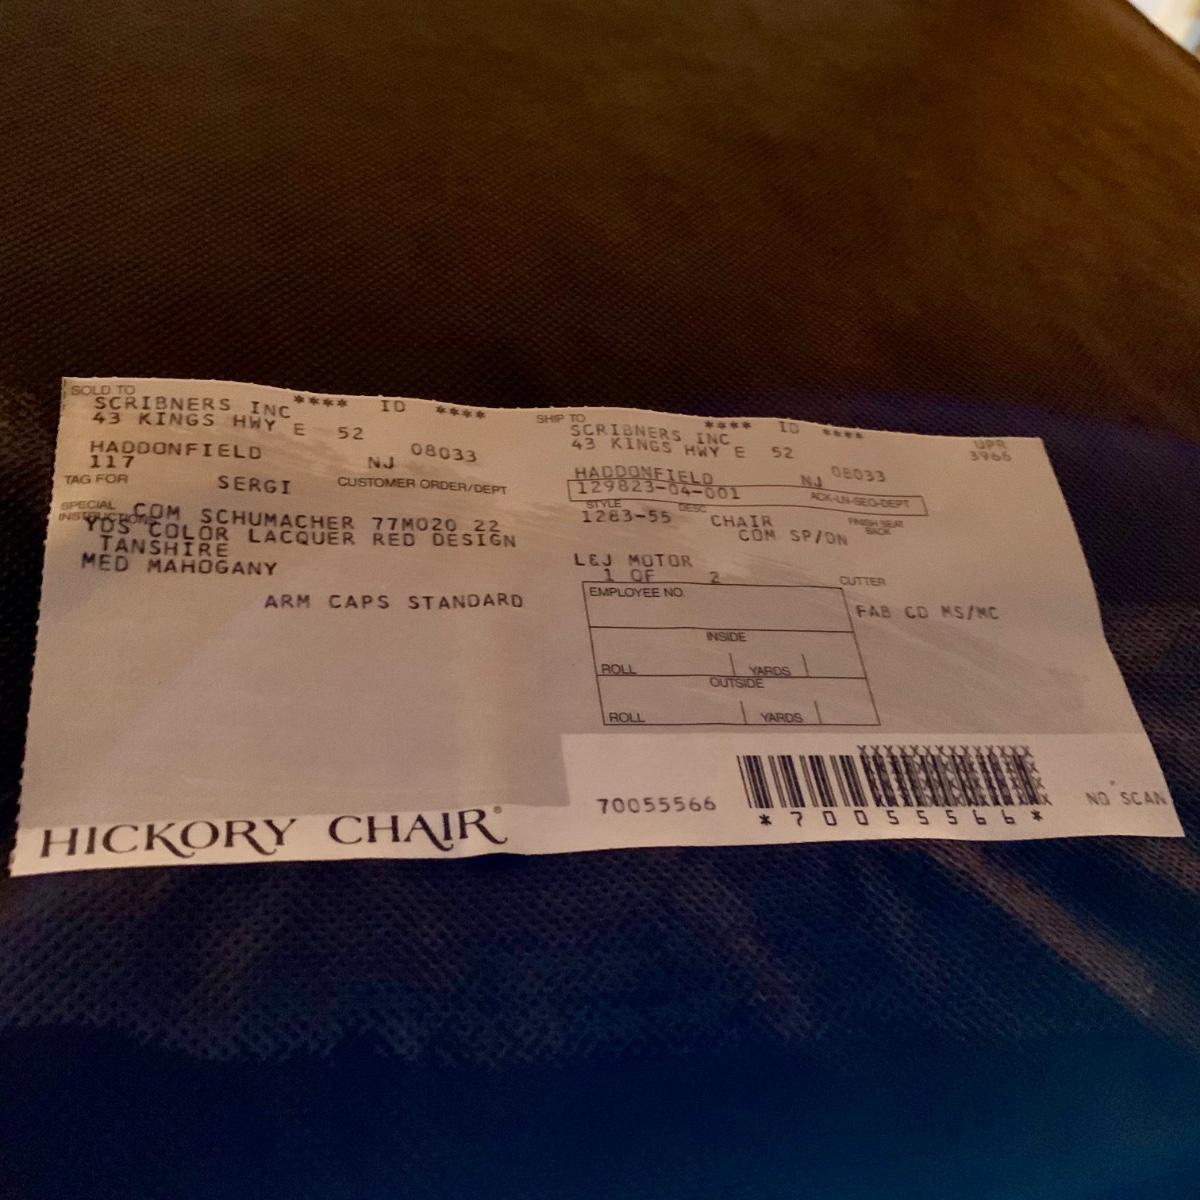 SOLD TO
SCRIBNERS INC **** ID ****
43 KINGS HWY E 52
HADDONFIELD NJ 08033
117
TAG FOR SERGI CUSTOMER ORDER/DEPT
SPECIAL INSTRUCTIONS
COM SCHUMACHER 77M020 22
YDS COLOR LACQUER RED DESIGN
TANSHIRE
MED MAHOGANY
ARM CAPS STANDARD
HICKORY CHAIR®
SHIP TO
SCRIBNERS INC **** ID ****
43 KINGS HWY E 52
UPR
3966
HADDONFIELD NJ 08033
129823-04-001 ACK-LN-SEQ-DEPT
STYLE DESC
1283-55 CHAIR
FINISH SEAT
BACK
COM SP/DN
L&J MOTOR
1 OF 2
CUTTER
EMPLOYEE NO.
FAB CD MS/MC
INSIDE
ROLL YARDS
OUTSIDE
ROLL YARDS
XXXXXXXXXXXXXX
70055566
NO SCAN
*70055566*